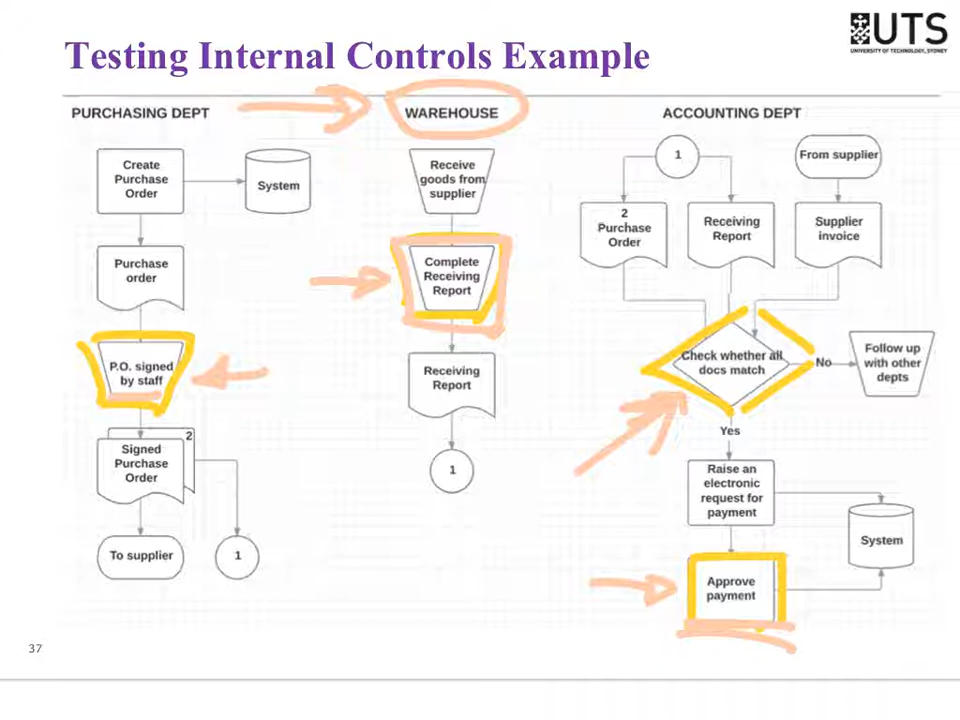 UTS
UNIVERSITY OF TECHNOLOGY, SYDNEY
Testing Internal Controls Example
PURCHASING DEPT
WAREHOUSE
ACCOUNTING DEPT
Create
Purchase
Order
System
Purchase
order
P.O. signed
by staff
2
Signed
Purchase
Order
To supplier
1
Receive
goods from
supplier
Complete
Receiving
Report
Receiving
Report
1
1
From supplier
2
Purchase
Order
Receiving
Report
Supplier
invoice
Check whether all
docs match
No
Follow up
with other
depts
Yes
Raise an
electronic
request for
payment
System
Approve
payment
37